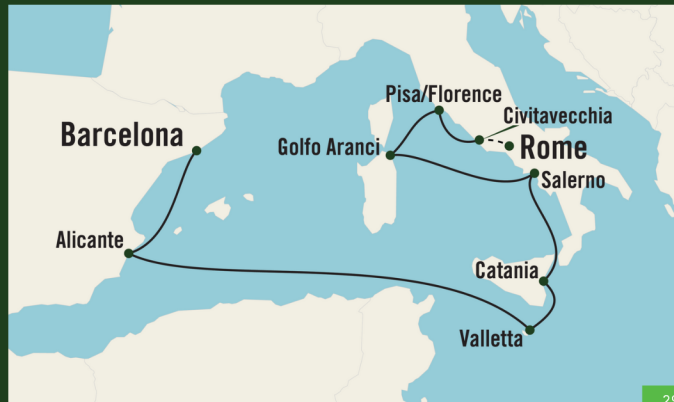 Pisa/Florence
Civitavecchia
Barcelona
Golfo Aranci
Rome
Salerno
Alicante
Catania
Valletta